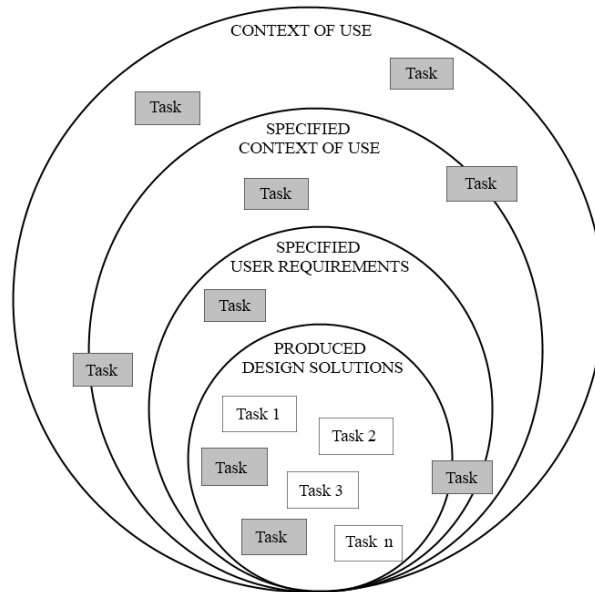 CONTEXT OF USE
Task
Task
SPECIFIED
CONTEXT OF USE
Task
Task
SPECIFIED
USER REQUIREMENTS
Task
Task
PRODUCED
DESIGN SOLUTIONS
Task 1
Task 2
Task
Task
Task 3
Task
Task n